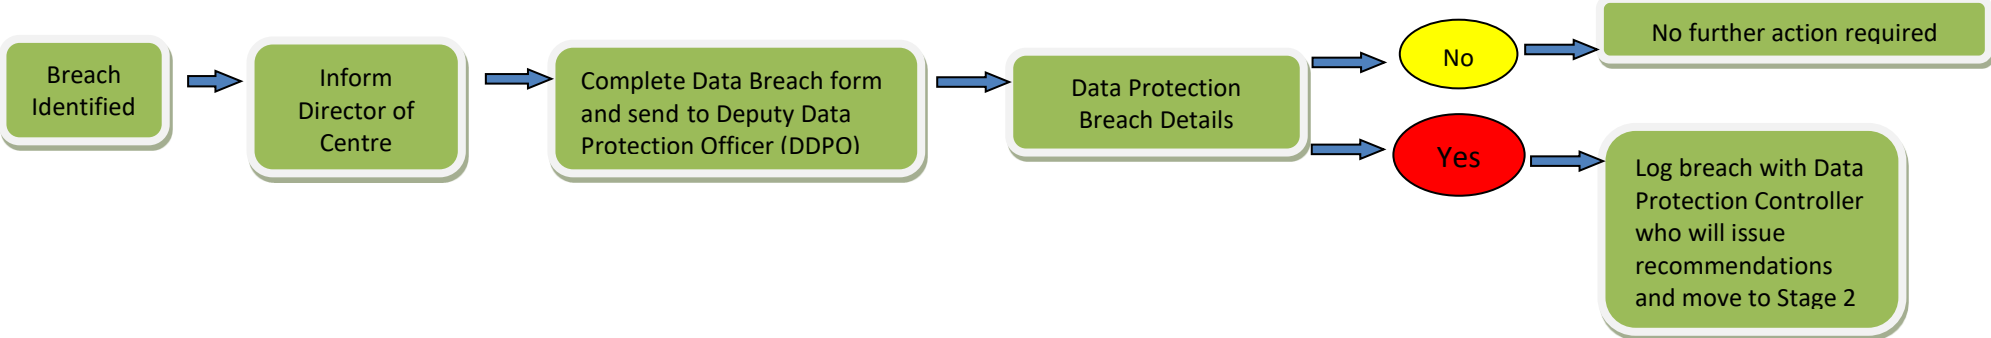 Breach
Identified
Inform
Director of
Centre
Complete Data Breach form
and send to Deputy Data
Protection Officer (DDPO)
Data Protection
Breach Details
No
No further action required
Yes
Log breach with Data
Protection Controller
who will issue
recommendations
and move to Stage 2